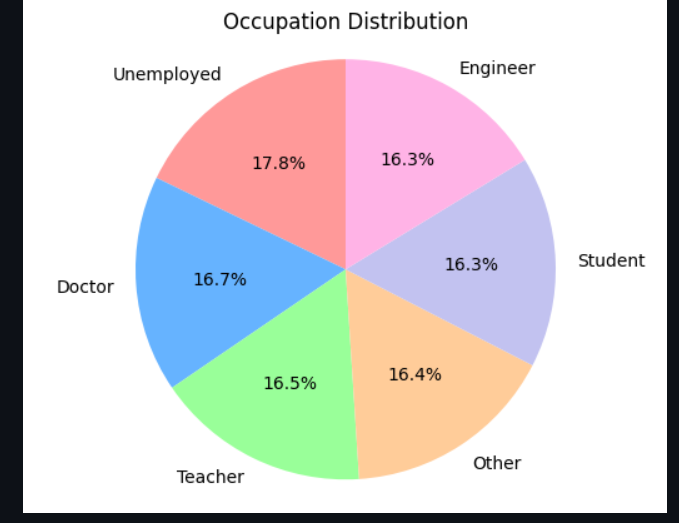 Occupation Distribution
Unemployed
Engineer
17.8%
16.3%
Student
16.3%
Doctor
16.7%
16.5%
16.4%
Teacher
Other